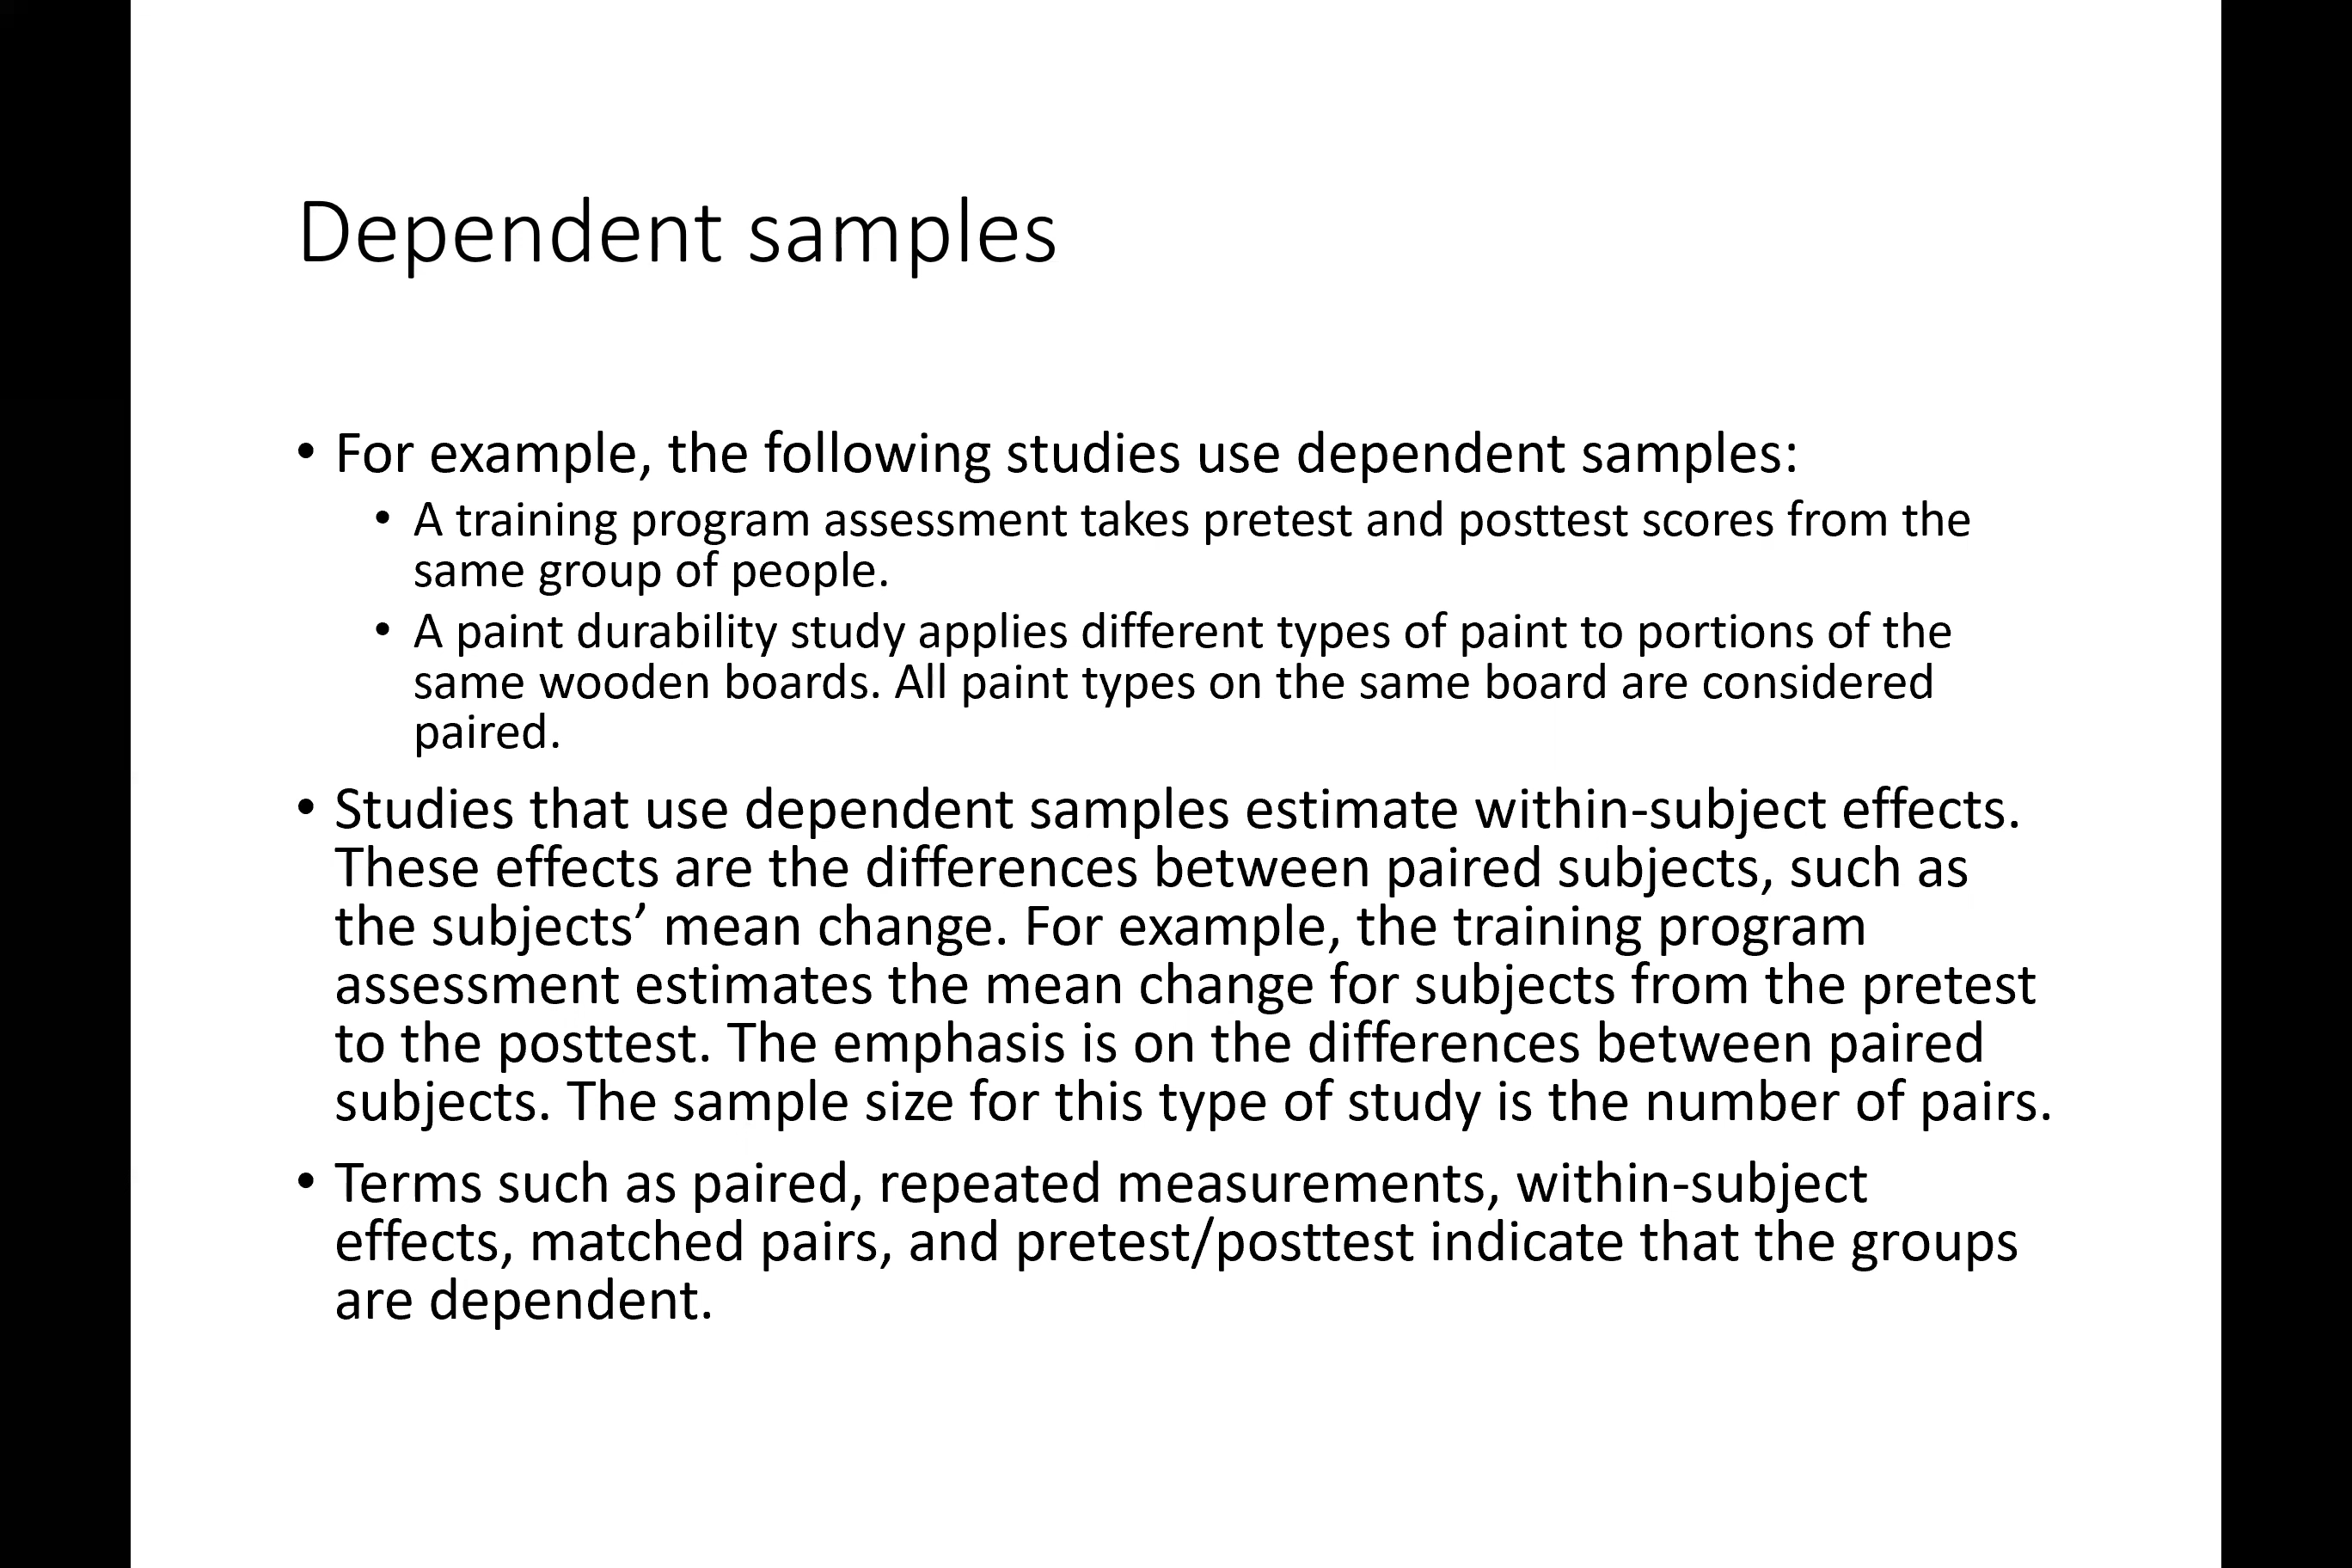 Dependent samples
• For example, the following studies use dependent samples:
• A training program assessment takes pretest and posttest scores from the
same group of people.
• A paint durability study applies different types of paint to portions of the
same wooden boards. All paint types on the same board are considered
paired.
• Studies that use dependent samples estimate within-subject effects.
These effects are the differences between paired subjects, such as
the subjects’ mean change. For example, the training program
assessment estimates the mean change for subjects from the pretest
to the posttest. The emphasis is on the differences between paired
subjects. The sample size for this type of study is the number of pairs.
• Terms such as paired, repeated measurements, within-subject
effects, matched pairs, and pretest/posttest indicate that the groups
are dependent.